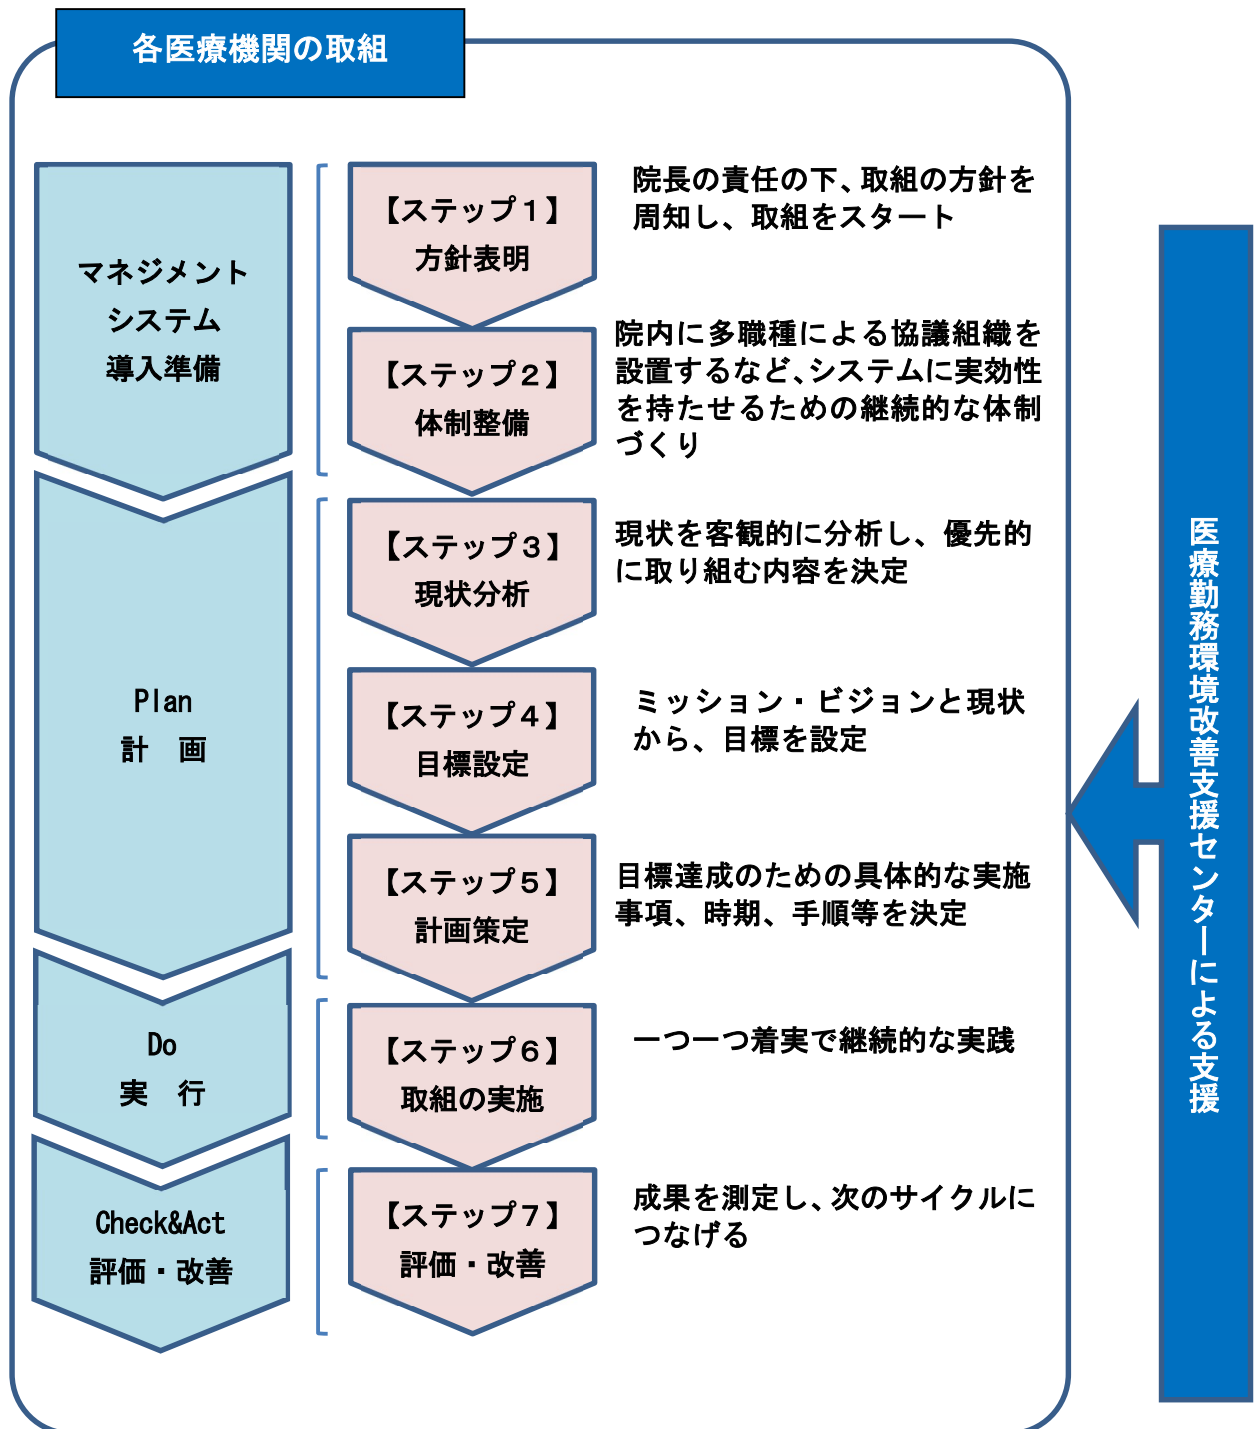 各医療機関の取組
マネジメント
システム
導入準備
【ステップ１】
方針表明
院長の責任の下、取組の方針を
周知し、取組をスタート
【ステップ２】
体制整備
院内に多職種による協議組織を
設置するなど、システムに実効性
を持たせるための継続的な体制
づくり
Plan
計　画
【ステップ３】
現状分析
現状を客観的に分析し、優先的
に取り組む内容を決定
【ステップ４】
目標設定
ミッション・ビジョンと現状
から、目標を設定
【ステップ５】
計画策定
目標達成のための具体的な実施
事項、時期、手順等を決定
Do
実　行
【ステップ６】
取組の実施
一つ一つ着実で継続的な実践
Check&Act
評価・改善
【ステップ７】
評価・改善
成果を測定し、次のサイクルに
つなげる
医療勤務環境改善支援センターによる支援